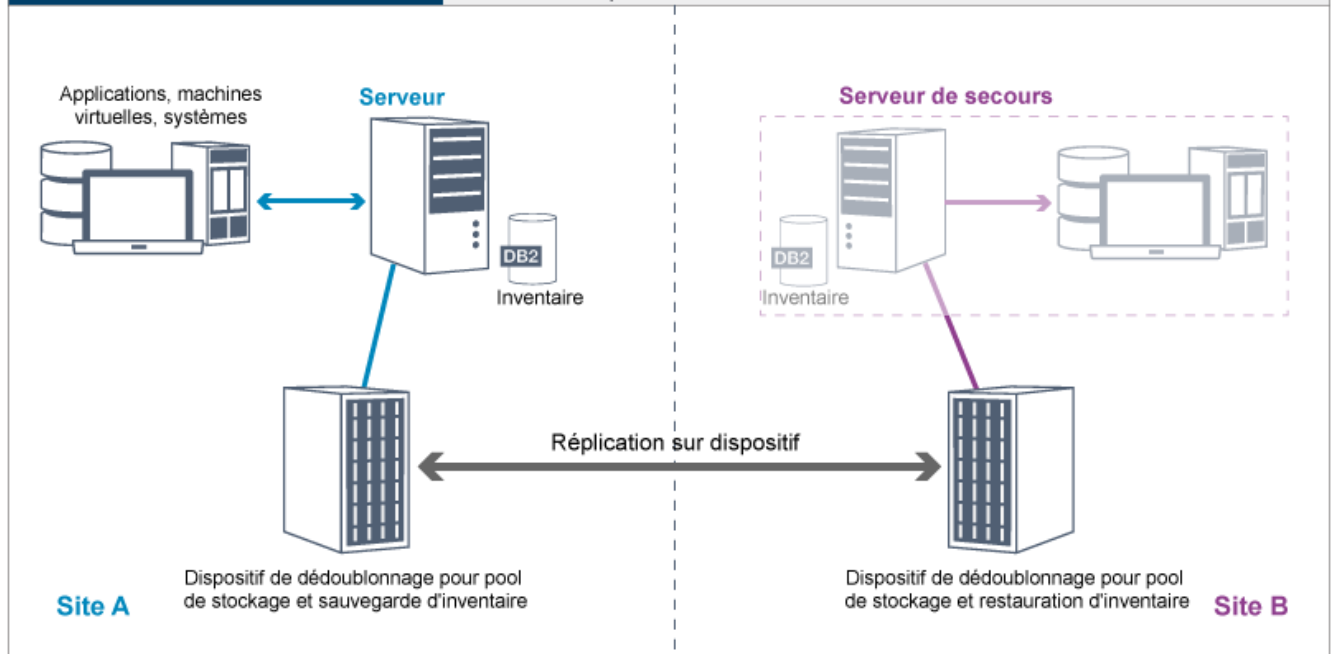 Applications, machines
virtuelles, systèmes
Serveur
DB2
Inventaire
Serveur de secours
DB2
Inventaire
Réplication sur dispositif
Dispositif de dédoublonnage pour pool
de stockage et sauvegarde d'inventaire
Site A
Dispositif de dédoublonnage pour pool
de stockage et restauration d'inventaire
Site B